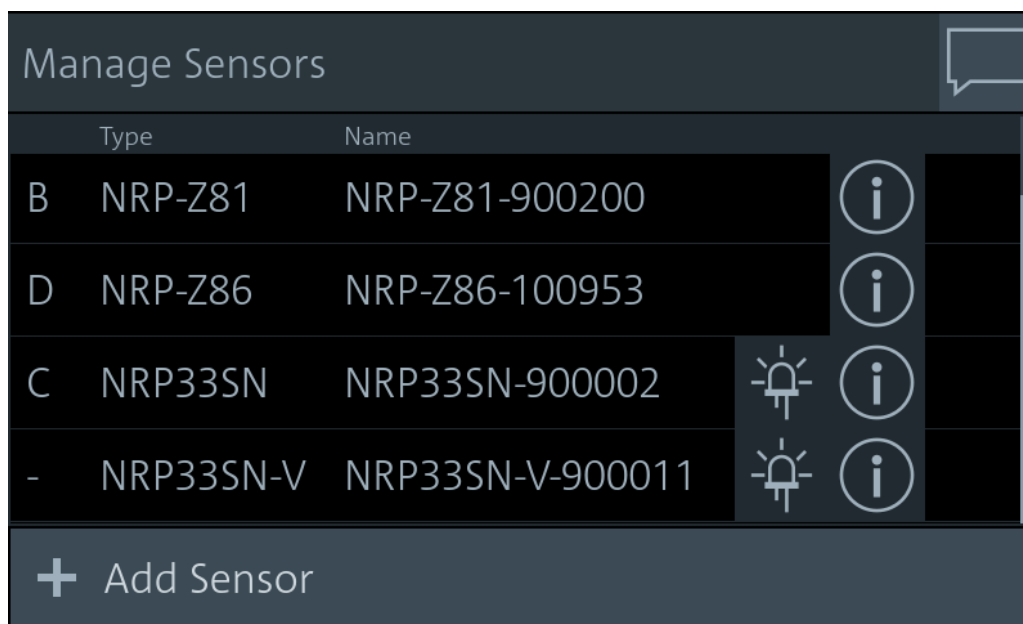 Manage Sensors
Type Name
B NRP-Z81 NRP-Z81-900200
D NRP-Z86 NRP-Z86-100953
C NRP33SN NRP33SN-900002
- NRP33SN-V NRP33SN-V-900011
+ Add Sensor